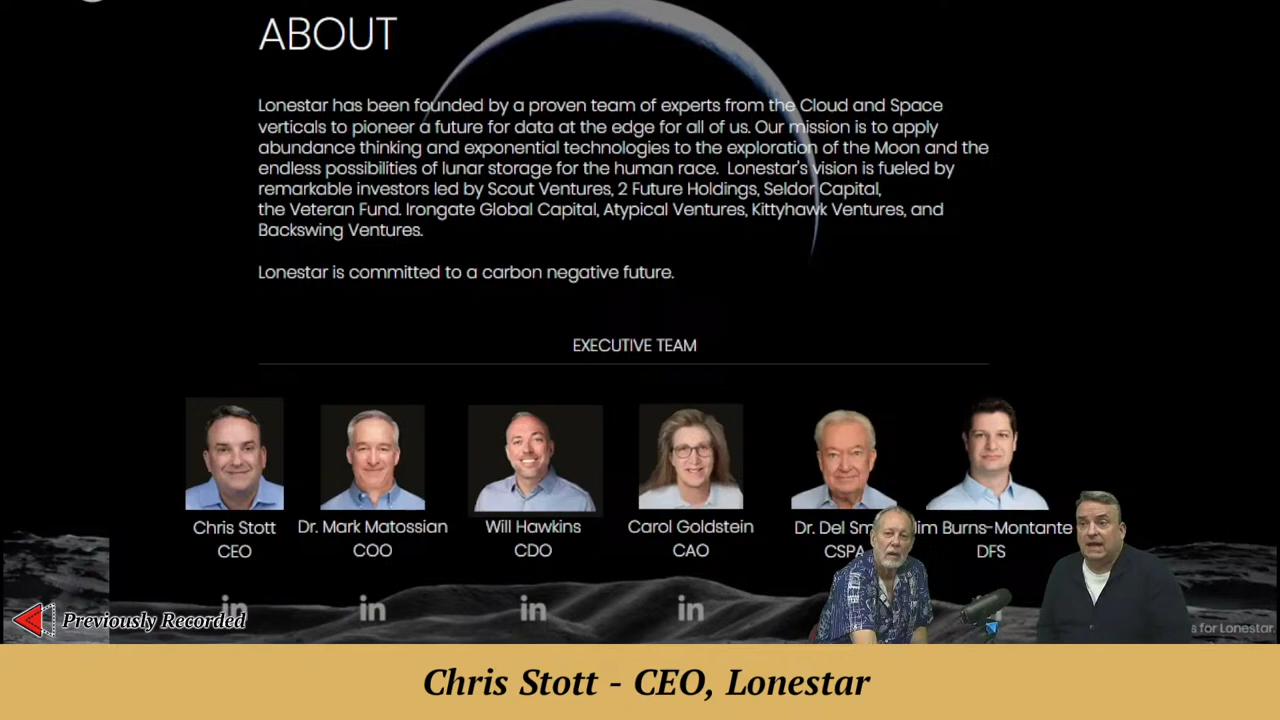 ABOUT
Lonestar has been founded by a proven team of experts from the Cloud and Space
verticals to pioneer a future for data at the edge for all of us. Our mission is to apply
abundance thinking and exponential technologies to the exploration of the Moon and the
endless possibilities of lunar storage for the human race. Lonestar's vision is fueled by
remarkable investors led by Scout Ventures, 2 Future Holdings, Seldor Capital,
the Veteran Fund. Irongate Global Capital, Atypical Ventures, Kittyhawk Ventures, and
Backswing Ventures.
Lonestar is committed to a carbon negative future.
EXECUTIVE TEAM
Chris Stott Dr. Mark Matossian Will Hawkins Carol Goldstein Dr. Del im Burns-Montante
CEO COO CDO CAO CSPA DFS
in in in in
Previously Recorded
s for Lonestar.
Chris Stott - CEO, Lonestar